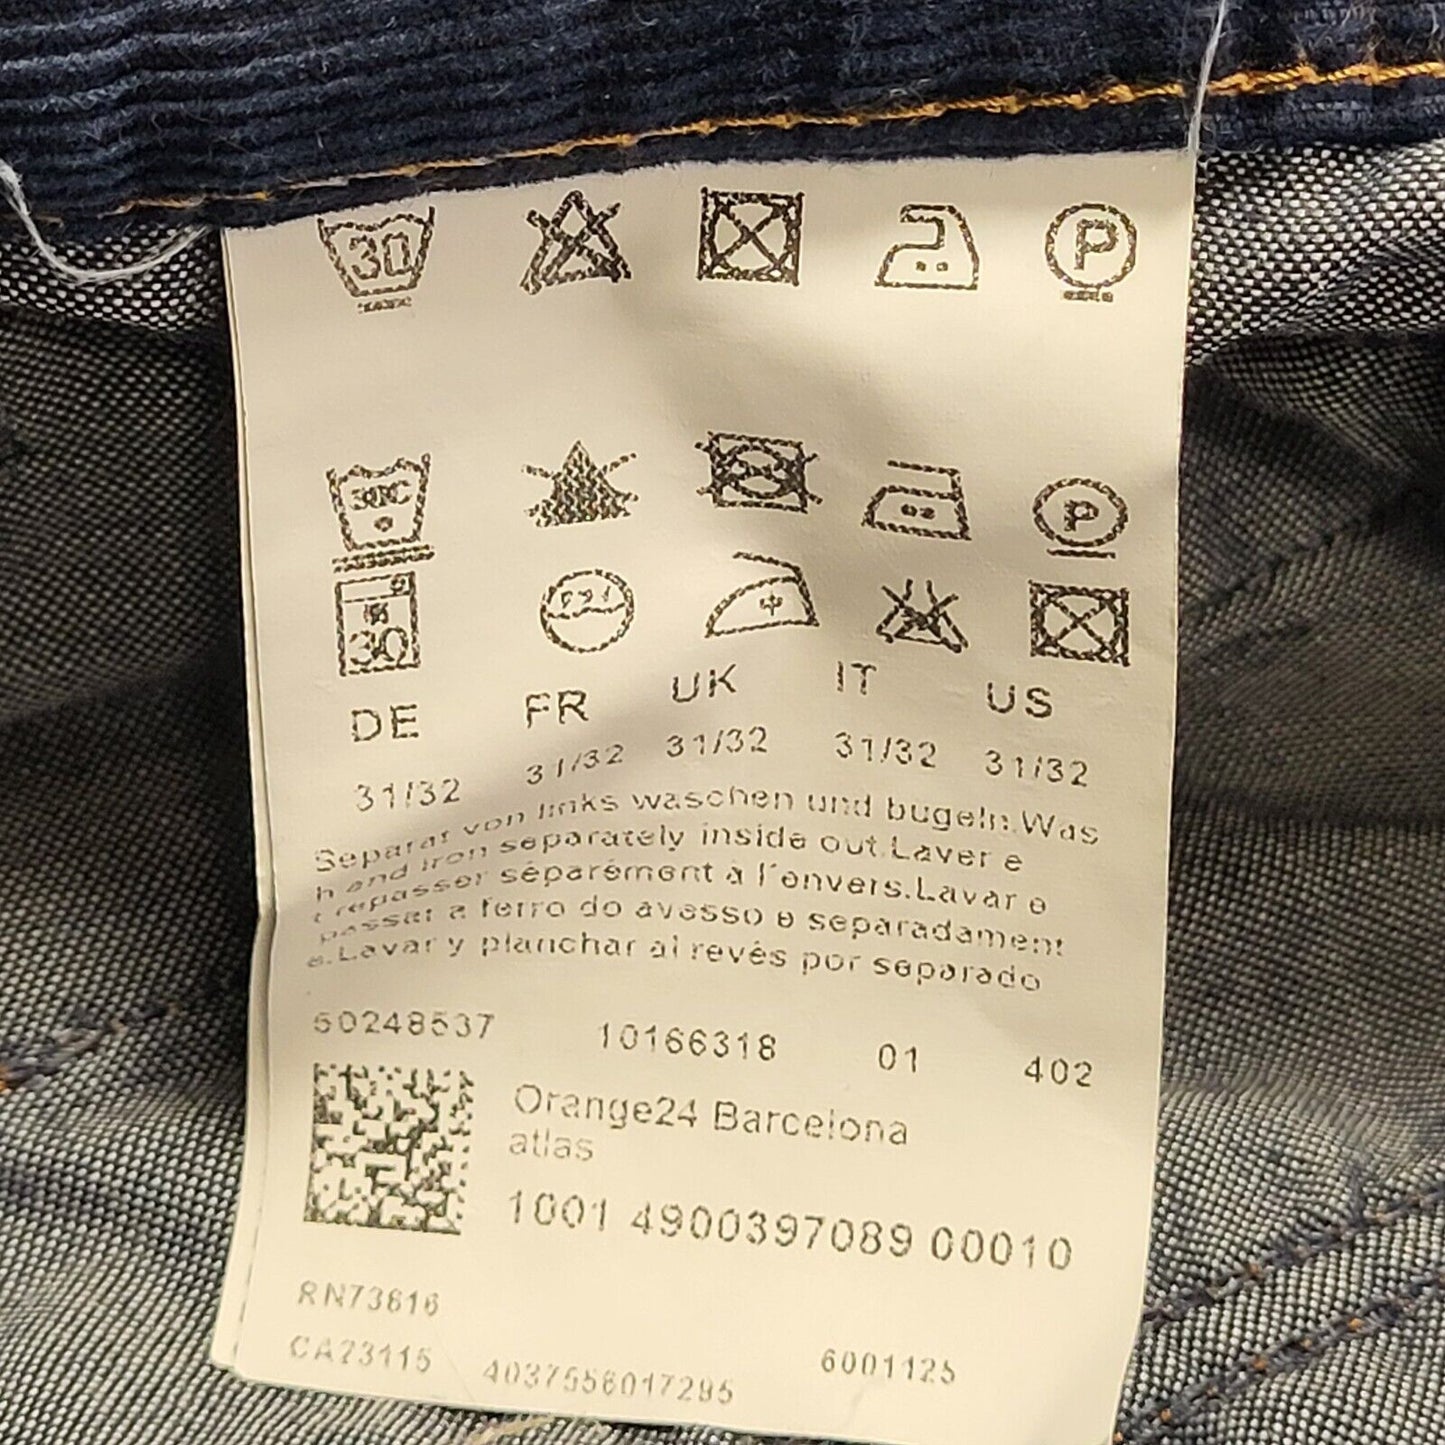 30
P
30C
P
30
DE FR UK IT US
31/32 31/32 31/32 31/32 31/32
Separat von links waschen und bügeln.Was
h and iron separately inside out.Laver e
t repasser séparément à l'envers.Lavar e
passar a ferro do avesso e separadament
e.Lavar y planchar al revés por separado
50248537 10166318 01 402
Orange24 Barcelona
atlas
1001 4900397089 00010
RN73616
CA23115 4037556017295 6001125